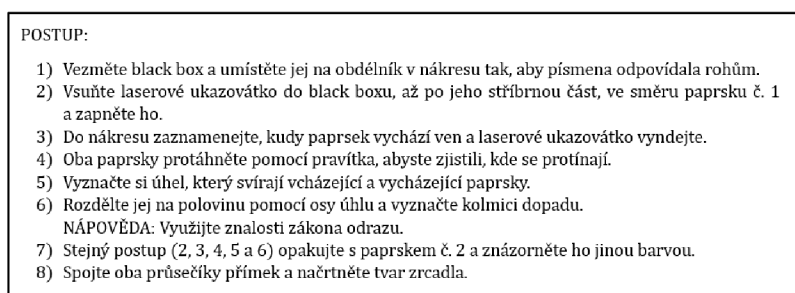 POSTUP:
1) Vezměte black box a umístěte jej na obdélník v nákresu tak, aby písmena odpovídala rohům.
2) Vsuňte laserové ukazovátko do black boxu, až po jeho stříbrnou část, ve směru paprsku č. 1
a zapněte ho.
3) Do nákresu zaznamenejte, kudy paprsek vychází ven a laserové ukazovátko vyndejte.
4) Oba paprsky protáhněte pomocí pravítka, abyste zjistili, kde se protínají.
5) Vyznačte si úhel, který svírají vcházející a vycházející paprsky.
6) Rozdělte jej na polovinu pomocí osy úhlu a vyznačte kolmici dopadu.
NÁPOVĚDA: Využijte znalosti zákona odrazu.
7) Stejný postup (2, 3, 4, 5 a 6) opakujte s paprskem č. 2 a znázorněte ho jinou barvou.
8) Spojte oba průsečíky přímek a načrtněte tvar zrcadla.